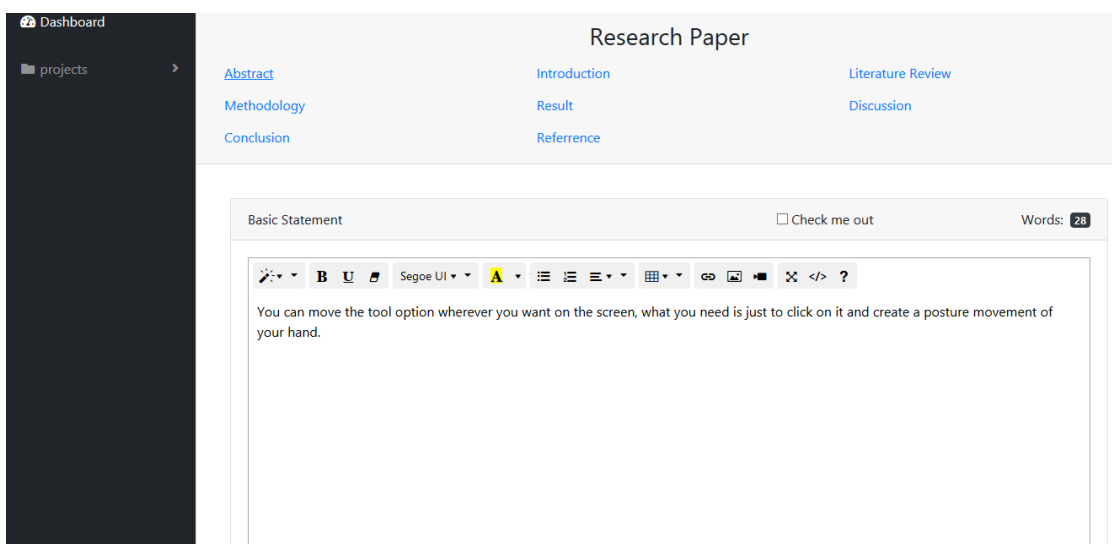 Dashboard
projects
Research Paper
Abstract Introduction Literature Review
Methodology Result Discussion
Conclusion Referrence
Basic Statement Check me out Words: 28
B U Segoe UI A </> ?
You can move the tool option wherever you want on the screen, what you need is just to click on it and create a posture movement of
your hand.